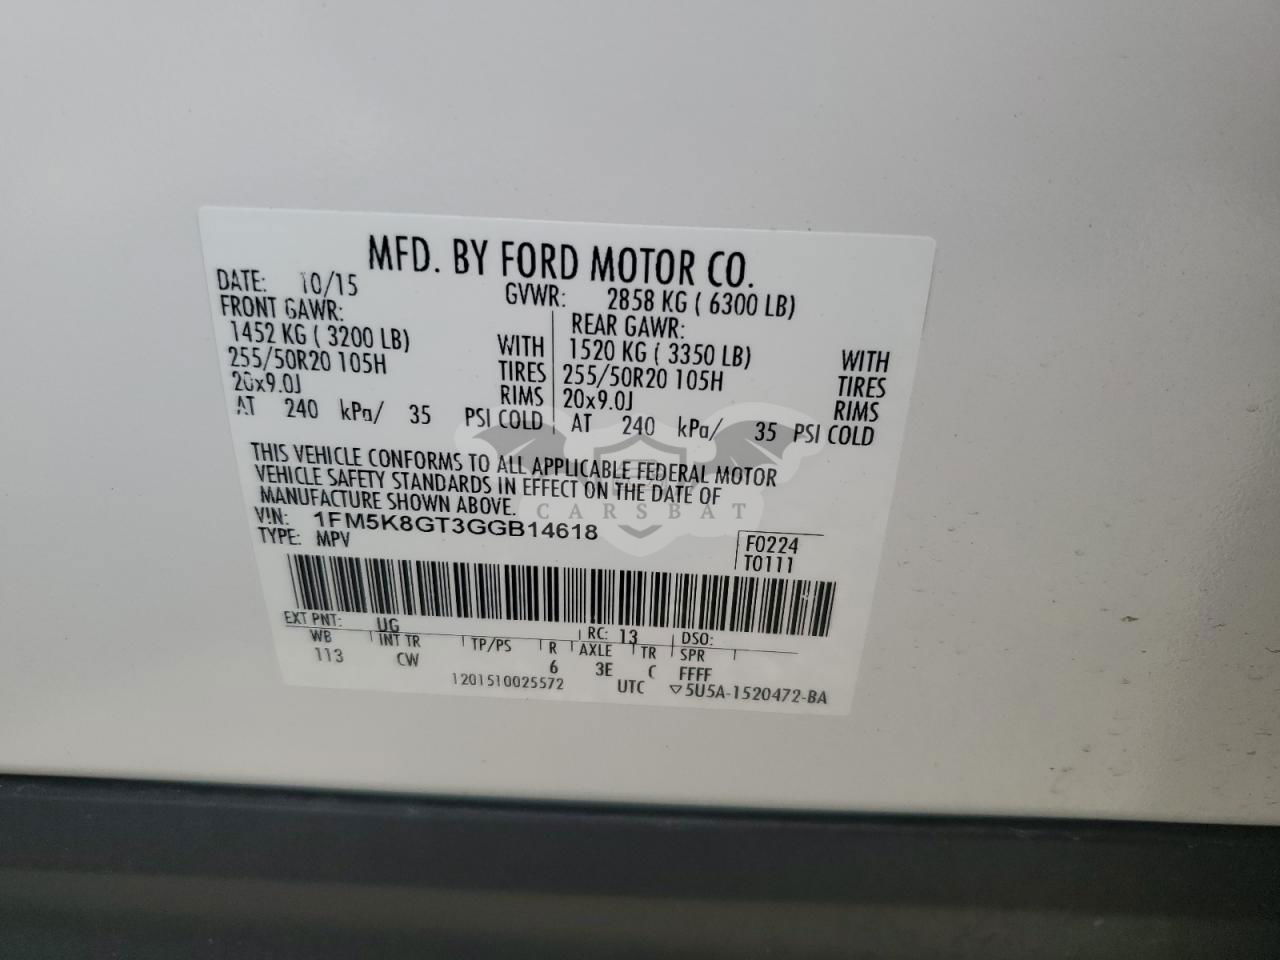 MFD. BY FORD MOTOR CO.
DATE: 10/15 GVWR: 2858 KG ( 6300 LB)
FRONT GAWR: REAR GAWR:
1452 KG ( 3200 LB) WITH 1520 KG ( 3350 LB) WITH
255/50R20 105H TIRES 255/50R20 105H TIRES
20x9.0J RIMS 20x9.0J RIMS
AT 240 kPa/ 35 PSI COLD AT 240 kPa/ 35 PSI COLD
THIS VEHICLE CONFORMS TO ALL APPLICABLE FEDERAL MOTOR
VEHICLE SAFETY STANDARDS IN EFFECT ON THE DATE OF
MANUFACTURE SHOWN ABOVE.
CARSBAT
VIN: 1FM5K8GT3GGB14618
TYPE: MPV
F0224
T0111
EXT PNT: UG RC: 13 DSO:
WB INT TR TP/PS R AXLE TR SPR
113 CW 6 3E C FFFF
1201510025572 UTC ▽5U5A-1520472-BA